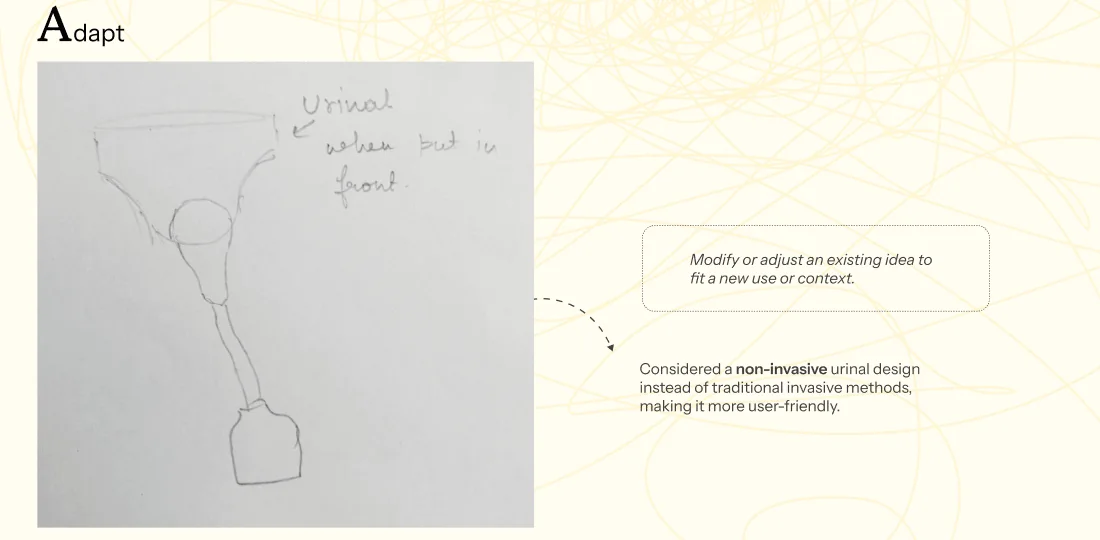 Adapt
Urinal
when put in
front.
Modify or adjust an existing idea to
fit a new use or context.
Considered a non-invasive urinal design
instead of traditional invasive methods,
making it more user-friendly.